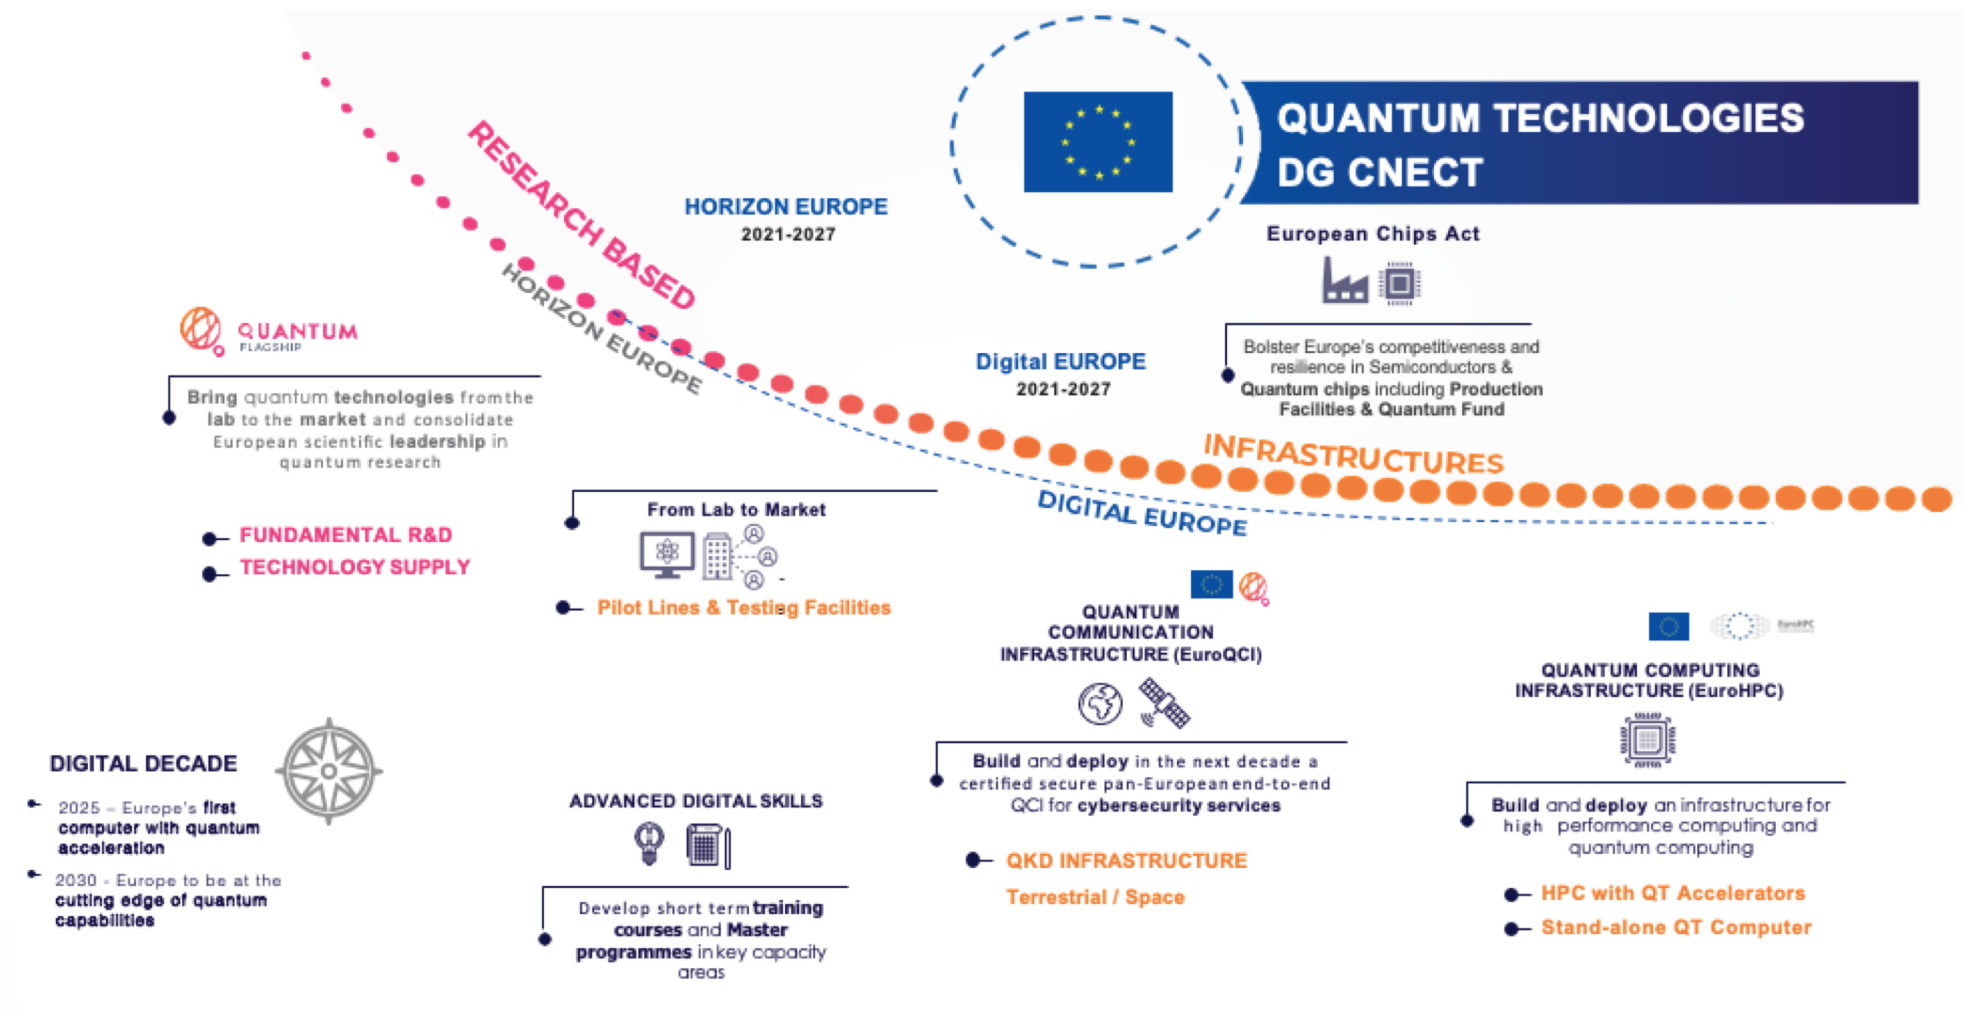 QUANTUM TECHNOLOGIES
DG CNECT
RESEARCH BASED
HORIZON EUROPE
HORIZON EUROPE
2021-2027
European Chips Act
Bolster Europe's competitiveness and
resilience in Semiconductors &
Quantum chips including Production
Facilities & Quantum Fund
QUANTUM
FLAGSHIP
Bring quantum technologies from the
lab to the market and consolidate
European scientific leadership in
quantum research
FUNDAMENTAL R&D
TECHNOLOGY SUPPLY
Digital EUROPE
2021-2027
INFRASTRUCTURES
DIGITAL EUROPE
From Lab to Market
Pilot Lines & Testing Facilities
QUANTUM
COMMUNICATION
INFRASTRUCTURE (EuroQCI)
Build and deploy in the next decade a
certified secure pan-European end-to-end
QCI for cybersecurity services
QKD INFRASTRUCTURE
Terrestrial / Space
EuroHPC
QUANTUM COMPUTING
INFRASTRUCTURE (EuroHPC)
Build and deploy an infrastructure for
high performance computing and
quantum computing
HPC with QT Accelerators
Stand-alone QT Computer
DIGITAL DECADE
2025 – Europe's first
computer with quantum
acceleration
2030 - Europe to be at the
cutting edge of quantum
capabilities
ADVANCED DIGITAL SKILLS
Develop short term training
courses and Master
programmes in key capacity
areas